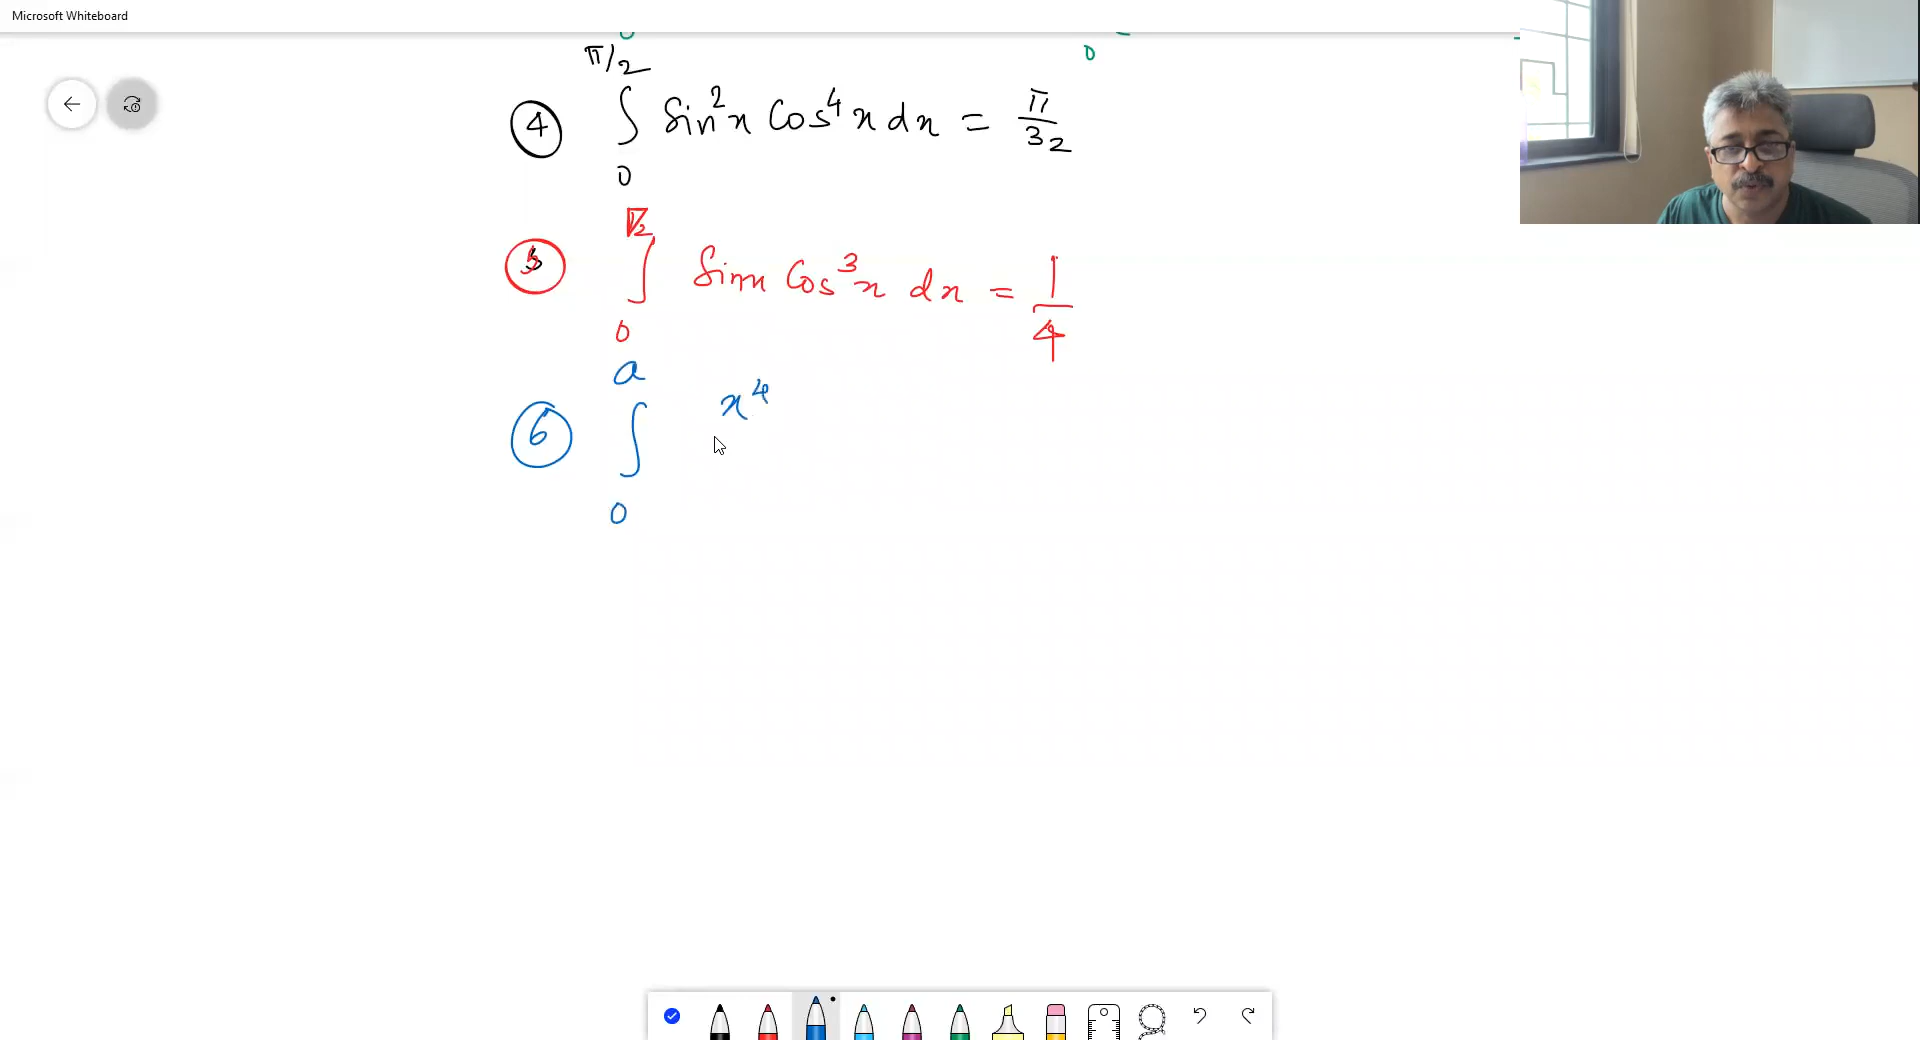 Microsoft Whiteboard
0
④ ∫₀^{π/2} Sin²x Cos⁴x dx = π/32
⑤ ∫₀^{π/2} Sinx Cos³x dx = 1/4
⑥ ∫₀^{a} x⁴